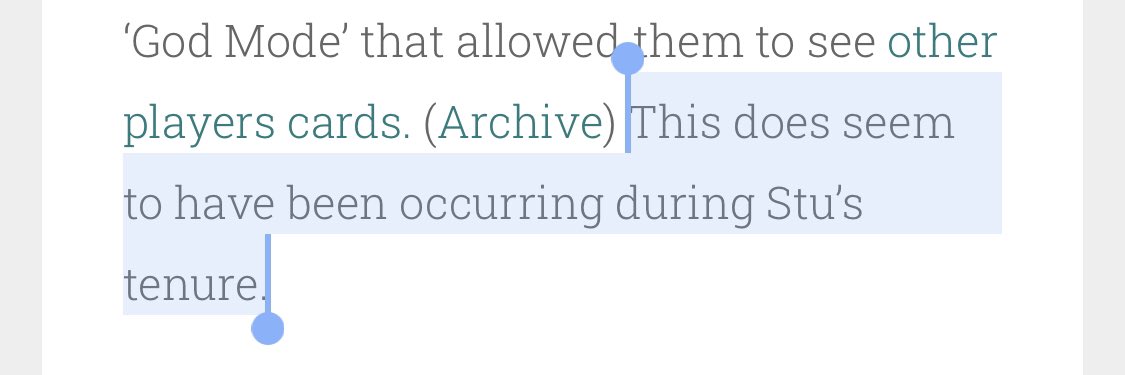 ‘God Mode’ that allowed them to see other
players cards. (Archive) This does seem
to have been occurring during Stu’s
tenure.